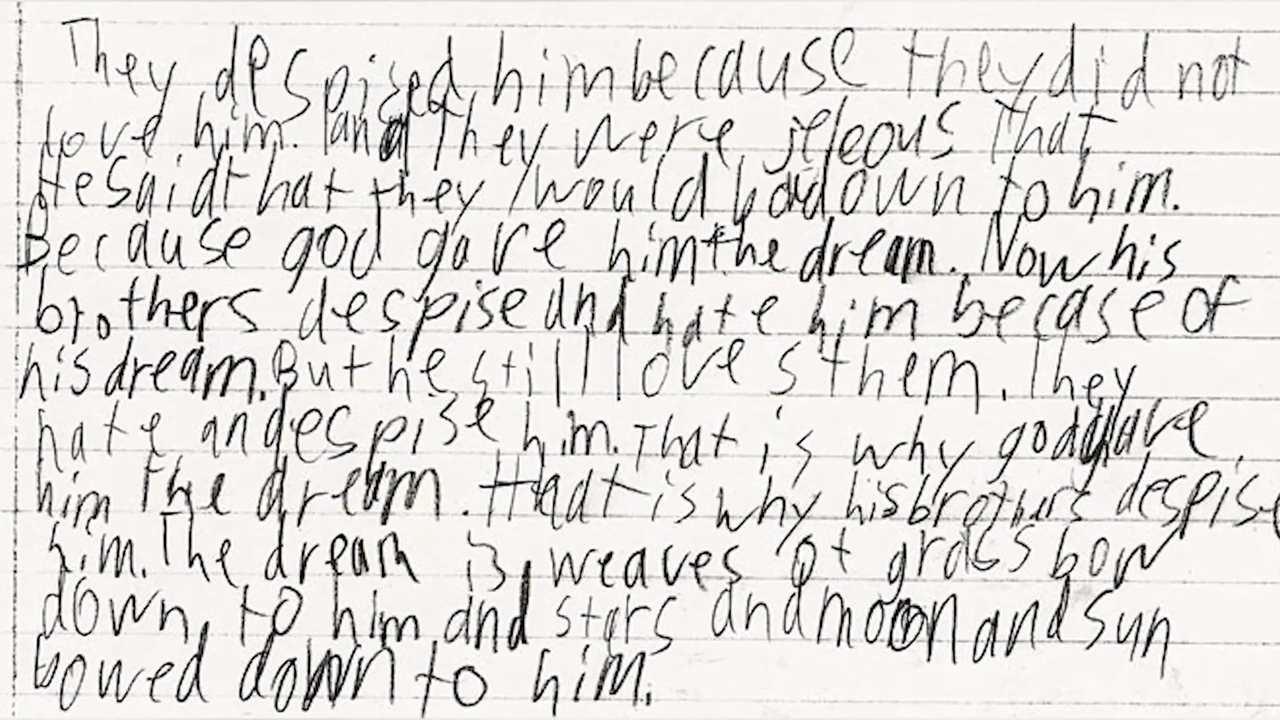 They despised him because they did not
love him. and they were jeleous That
He said that they would bow down to him.
Because god gave him the dream. Now his
brothers despise and hate him becase of
his dream. But he still loves them. They
hate an despise him. That is why god gave
him The dream. That is why his brothers despise
him. The dream is weaves of grass bow
down, to him and stars and moon and sun
bowed down to him.